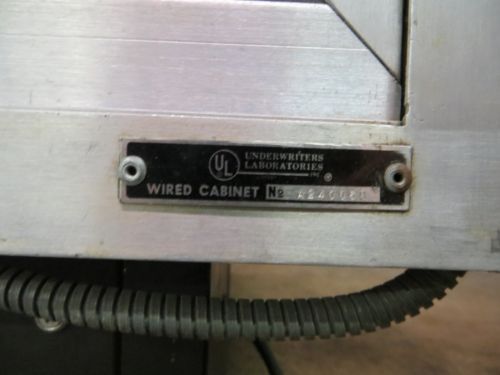 UL
UNDERWRITERS
LABORATORIES
INC.
®
WIRED CABINET No